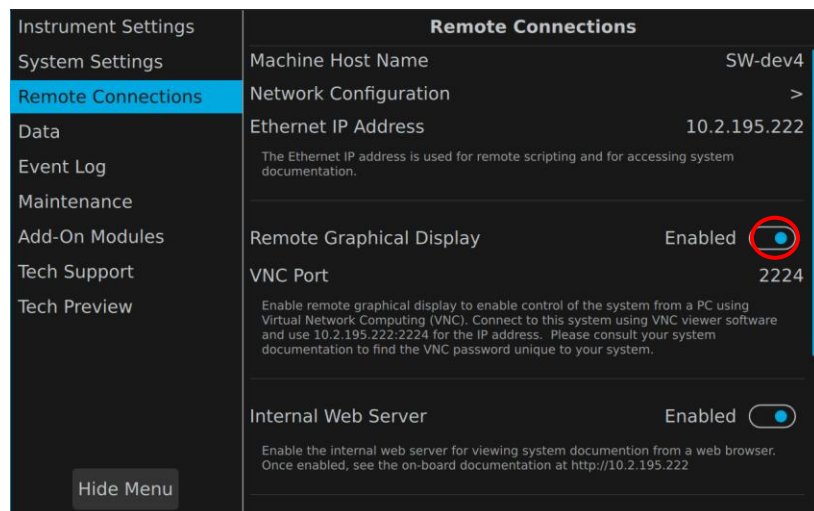 Instrument Settings
System Settings
Remote Connections
Data
Event Log
Maintenance
Add-On Modules
Tech Support
Tech Preview
Hide Menu
Remote Connections
Machine Host Name SW-dev4
Network Configuration >
Ethernet IP Address 10.2.195.222
The Ethernet IP address is used for remote scripting and for accessing system
documentation.
Remote Graphical Display Enabled
VNC Port 2224
Enable remote graphical display to enable control of the system from a PC using
Virtual Network Computing (VNC). Connect to this system using VNC viewer software
and use 10.2.195.222:2224 for the IP address. Please consult your system
documentation to find the VNC password unique to your system.
Internal Web Server Enabled
Enable the internal web server for viewing system documention from a web browser.
Once enabled, see the on-board documentation at http://10.2.195.222